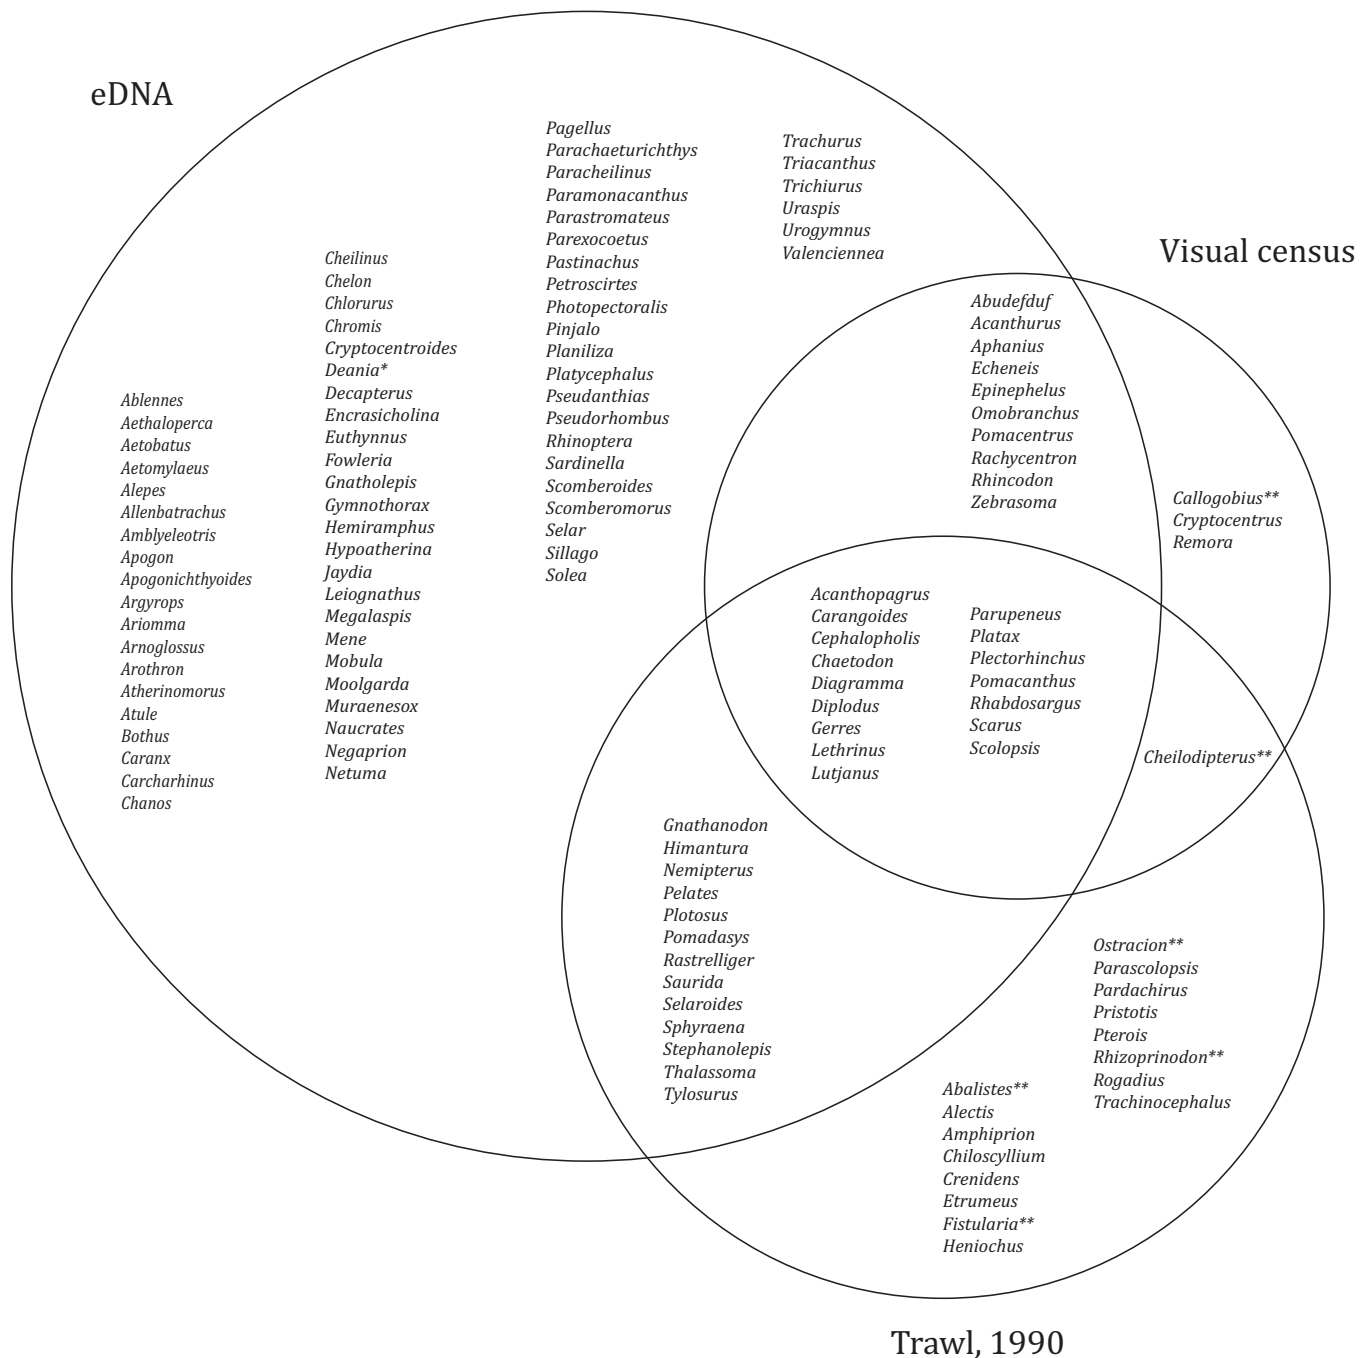 eDNA
Visual census
Trawl, 1990
Ablennes
Aethaloperca
Aetobatus
Aetomylaeus
Alepes
Allenbatrachus
Amblyeleotris
Apogon
Apogonichthyoides
Argyrops
Ariomma
Arnoglossus
Arothron
Atherinomorus
Atule
Bothus
Caranx
Carcharhinus
Chanos
Cheilinus
Chelon
Chlorurus
Chromis
Cryptocentroides
Deania*
Decapterus
Encrasicholina
Euthynnus
Fowleria
Gnatholepis
Gymnothorax
Hemiramphus
Hypoatherina
Jaydia
Leiognathus
Megalaspis
Mene
Mobula
Moolgarda
Muraenesox
Naucrates
Negaprion
Netuma
Pagellus
Parachaeturichthys
Paracheilinus
Paramonacanthus
Parastromateus
Parexocoetus
Pastinachus
Petroscirtes
Photopectoralis
Pinjalo
Planiliza
Platycephalus
Pseudanthias
Pseudorhombus
Rhinoptera
Sardinella
Scomberoides
Scomberomorus
Selar
Sillago
Solea
Trachurus
Triacanthus
Trichiurus
Uraspis
Urogymnus
Valenciennea
Abudefduf
Acanthurus
Aphanius
Echeneis
Epinephelus
Omobranchus
Pomacentrus
Rachycentron
Rhincodon
Zebrasoma
Callogobius**
Cryptocentrus
Remora
Acanthopagrus
Carangoides
Cephalopholis
Chaetodon
Diagramma
Diplodus
Gerres
Lethrinus
Lutjanus
Parupeneus
Platax
Plectorhinchus
Pomacanthus
Rhabdosargus
Scarus
Scolopsis
Cheilodipterus**
Gnathanodon
Himantura
Nemipterus
Pelates
Plotosus
Pomadasys
Rastrelliger
Saurida
Selaroides
Sphyraena
Stephanolepis
Thalassoma
Tylosurus
Abalistes**
Alectis
Amphiprion
Chiloscyllium
Crenidens
Etrumeus
Fistularia**
Heniochus
Ostracion**
Parascolopsis
Pardachirus
Pristotis
Pterois
Rhizoprinodon**
Rogadius
Trachinocephalus